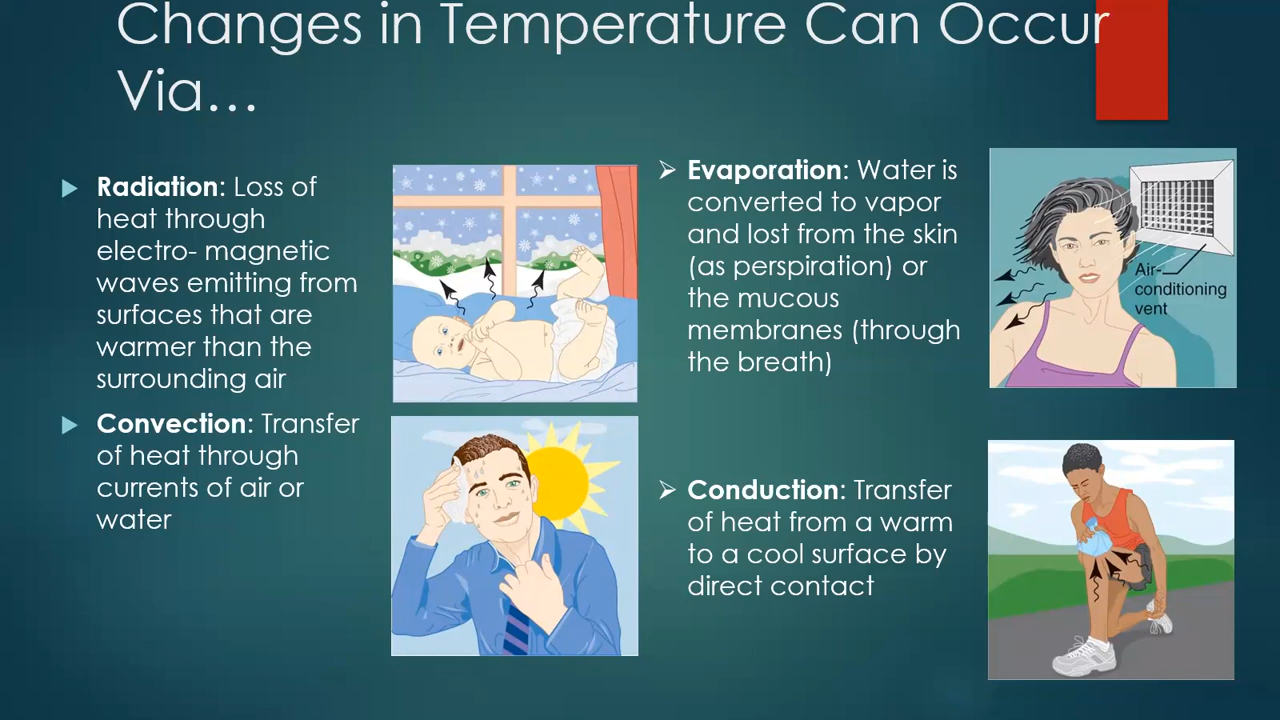 Changes in Temperature Can Occur
Via…
Radiation: Loss of
heat through
electro- magnetic
waves emitting from
surfaces that are
warmer than the
surrounding air
Convection: Transfer
of heat through
currents of air or
water
Evaporation: Water is
converted to vapor
and lost from the skin
(as perspiration) or
the mucous
membranes (through
the breath)
Conduction: Transfer
of heat from a warm
to a cool surface by
direct contact
Air-
conditioning
vent